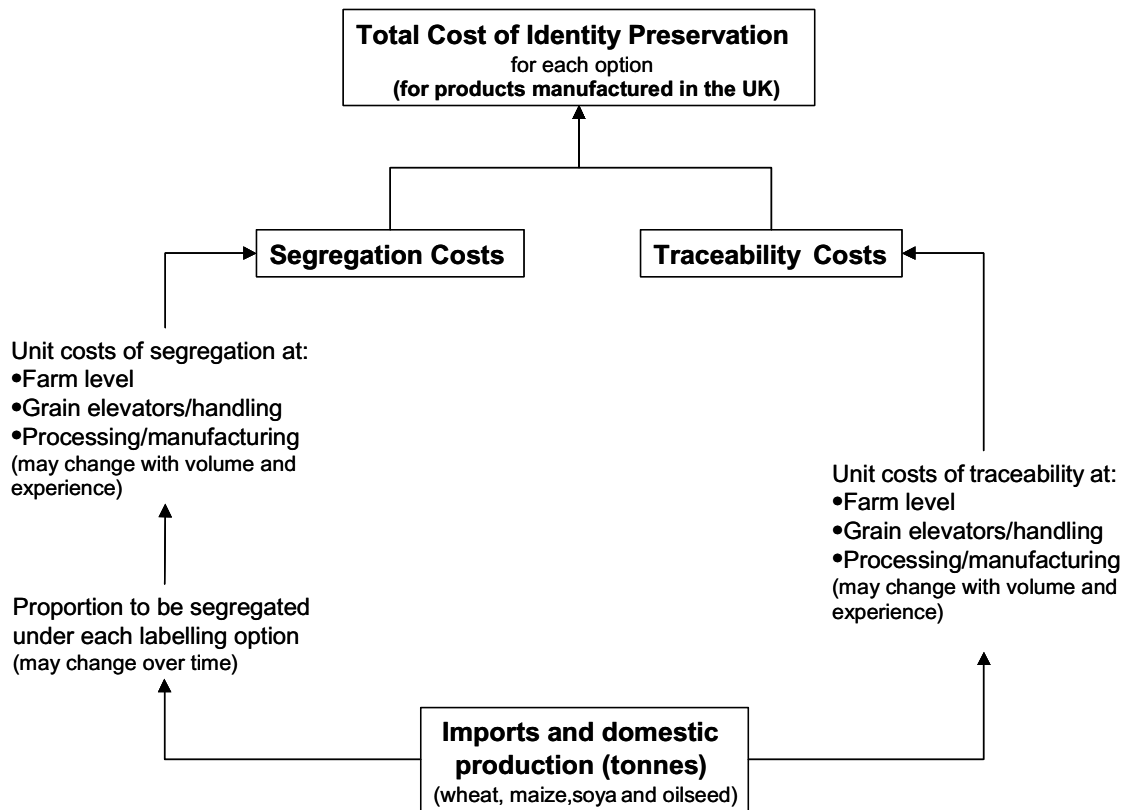 Total Cost of Identity Preservation
for each option
(for products manufactured in the UK)
Segregation Costs
Traceability Costs
Unit costs of segregation at:
•Farm level
•Grain elevators/handling
•Processing/manufacturing
(may change with volume and
experience)
Unit costs of traceability at:
•Farm level
•Grain elevators/handling
•Processing/manufacturing
(may change with volume and
experience)
Proportion to be segregated
under each labelling option
(may change over time)
Imports and domestic
production (tonnes)
(wheat, maize,soya and oilseed)